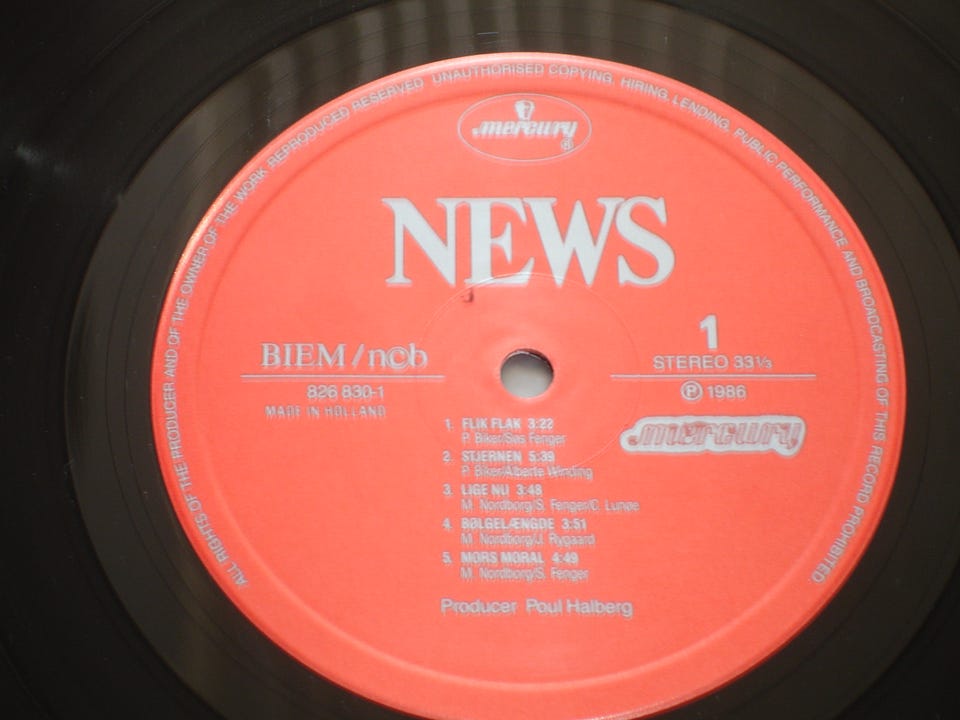 ALL RIGHTS OF THE PRODUCER AND OF THE OWNER OF THE WORK REPRODUCED RESERVED UNAUTHORISED COPYING, HIRING, LENDING, PUBLIC PERFORMANCE AND BROADCASTING OF THIS RECORD PROHIBITED.
mercury ®
NEWS
BIEM / n©b
826 830-1
MADE IN HOLLAND
1
STEREO 33⅓
Ⓟ 1986
mercury
1. FLIK FLAK 3:22
P. Biker/Søs Fenger
2. STJERNEN 5:39
P. Biker/Alberte Winding
3. LIGE NU 3:48
M. Nordborg/S. Fenger/C. Lunøe
4. BØLGELÆNGDE 3:51
M. Nordborg/J. Rygaard
5. MORS MORAL 4:49
M. Nordborg/S. Fenger
Producer Poul Halberg